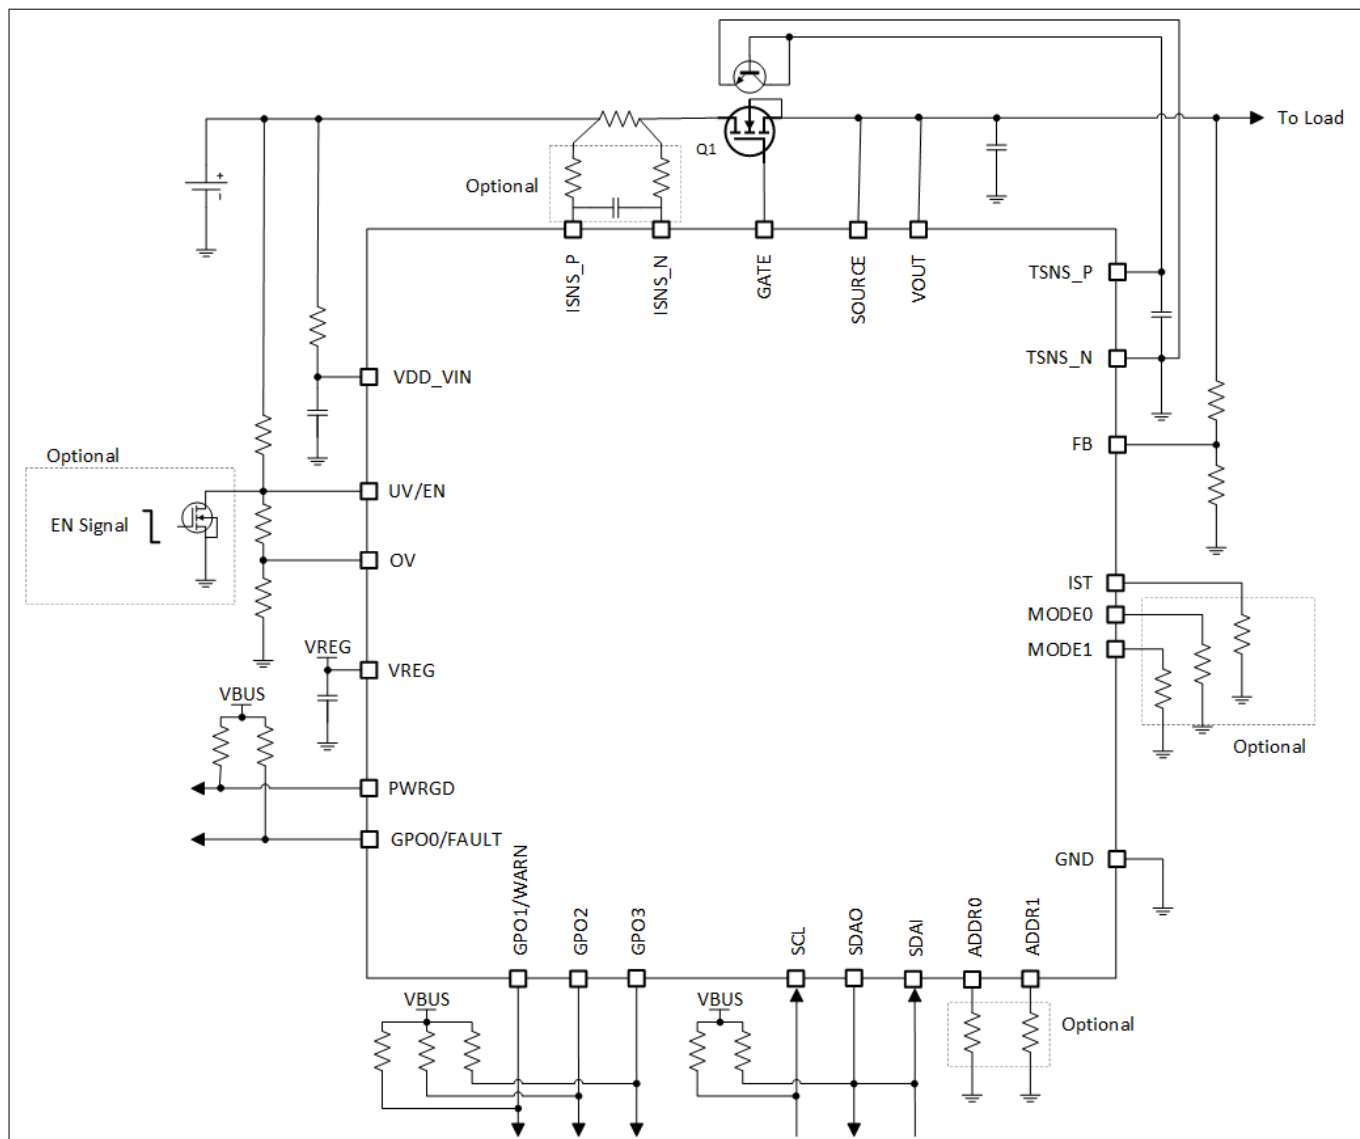 To Load
Q1
Optional
+
ISNS_P
ISNS_N
GATE
SOURCE
VOUT
TSNS_P
TSNS_N
VDD_VIN
FB
Optional
EN Signal
UV/EN
OV
IST
MODE0
MODE1
Optional
VREG
VREG
VBUS
PWRGD
GPO0/FAULT
GND
GPO1/WARN
GPO2
GPO3
SCL
SDAO
SDAI
ADDR0
ADDR1
VBUS
VBUS
Optional